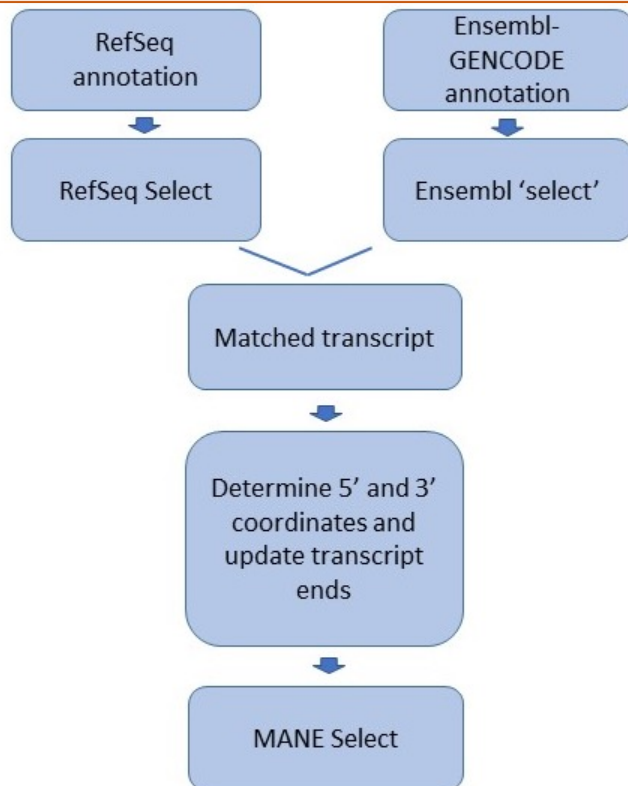 RefSeq
annotation
Ensembl-
GENCODE
annotation
RefSeq Select
Ensembl ‘select’
Matched transcript
Determine 5’ and 3’
coordinates and
update transcript
ends
MANE Select